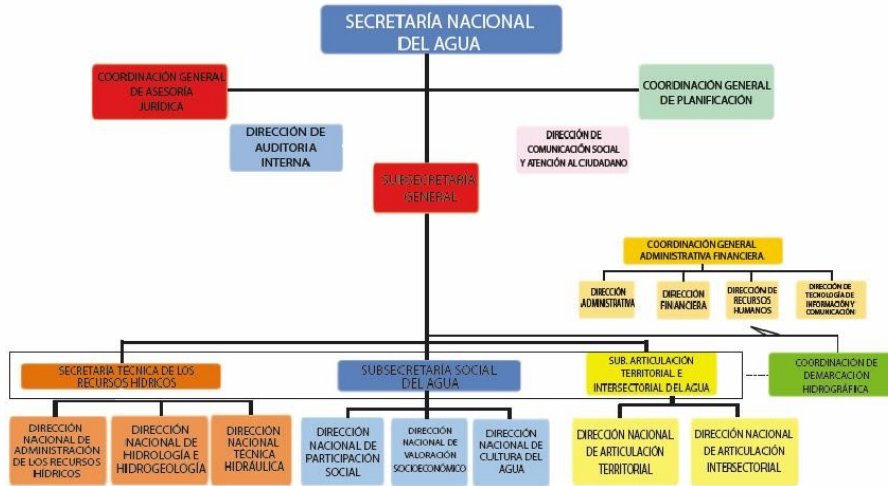 SECRETARÍA NACIONAL
DEL AGUA
COORDINACIÓN GENERAL
DE ASESORÍA
JURÍDICA
COORDINACIÓN GENERAL
DE PLANIFICACIÓN
DIRECCIÓN DE
AUDITORIA
INTERNA
DIRECCIÓN DE
COMUNICACIÓN SOCIAL
Y ATENCIÓN AL CIUDADANO
SUBSECRETARÍA
GENERAL
COORDINACIÓN GENERAL
ADMINISTRATIVA FINANCIERA.
DIRECCIÓN
ADMINISTRATIVA
DIRECCIÓN
FINANCIERA
DIRECCIÓN DE
RECURSOS
HUMANOS
DIRECCIÓN DE
TECNOLOGÍA DE
INFORMACIÓN Y
COMUNICACIÓN
SECRETARÍA TÉCNICA DE LOS
RECURSOS HÍDRICOS
SUBSECRETARÍA SOCIAL
DEL AGUA
SUB. ARTICULACIÓN
TERRITORIAL E
INTERSECTORIAL DEL AGUA
COORDINACIÓN DE
DEMARCACIÓN
HIDROGRÁFICA
DIRECCIÓN
NACIONAL DE
ADMINISTRACIÓN
DE LOS RECURSOS
HÍDRICOS
DIRECCIÓN
NACIONAL DE
HIDROLOGÍA E
HIDROGEOLOGÍA
DIRECCIÓN
NACIONAL
TÉCNICA
HIDRÁULICA
DIRECCIÓN
NACIONAL DE
PARTICIPACIÓN
SOCIAL
DIRECCIÓN
NACIONAL DE
VALORACIÓN
SOCIOECONÓMICO
DIRECCIÓN
NACIONAL DE
CULTURA DEL
AGUA
DIRECCIÓN NACIONAL
DE ARTICULACIÓN
TERRITORIAL
DIRECCIÓN NACIONAL
DE ARTICULACIÓN
INTERSECTORIAL